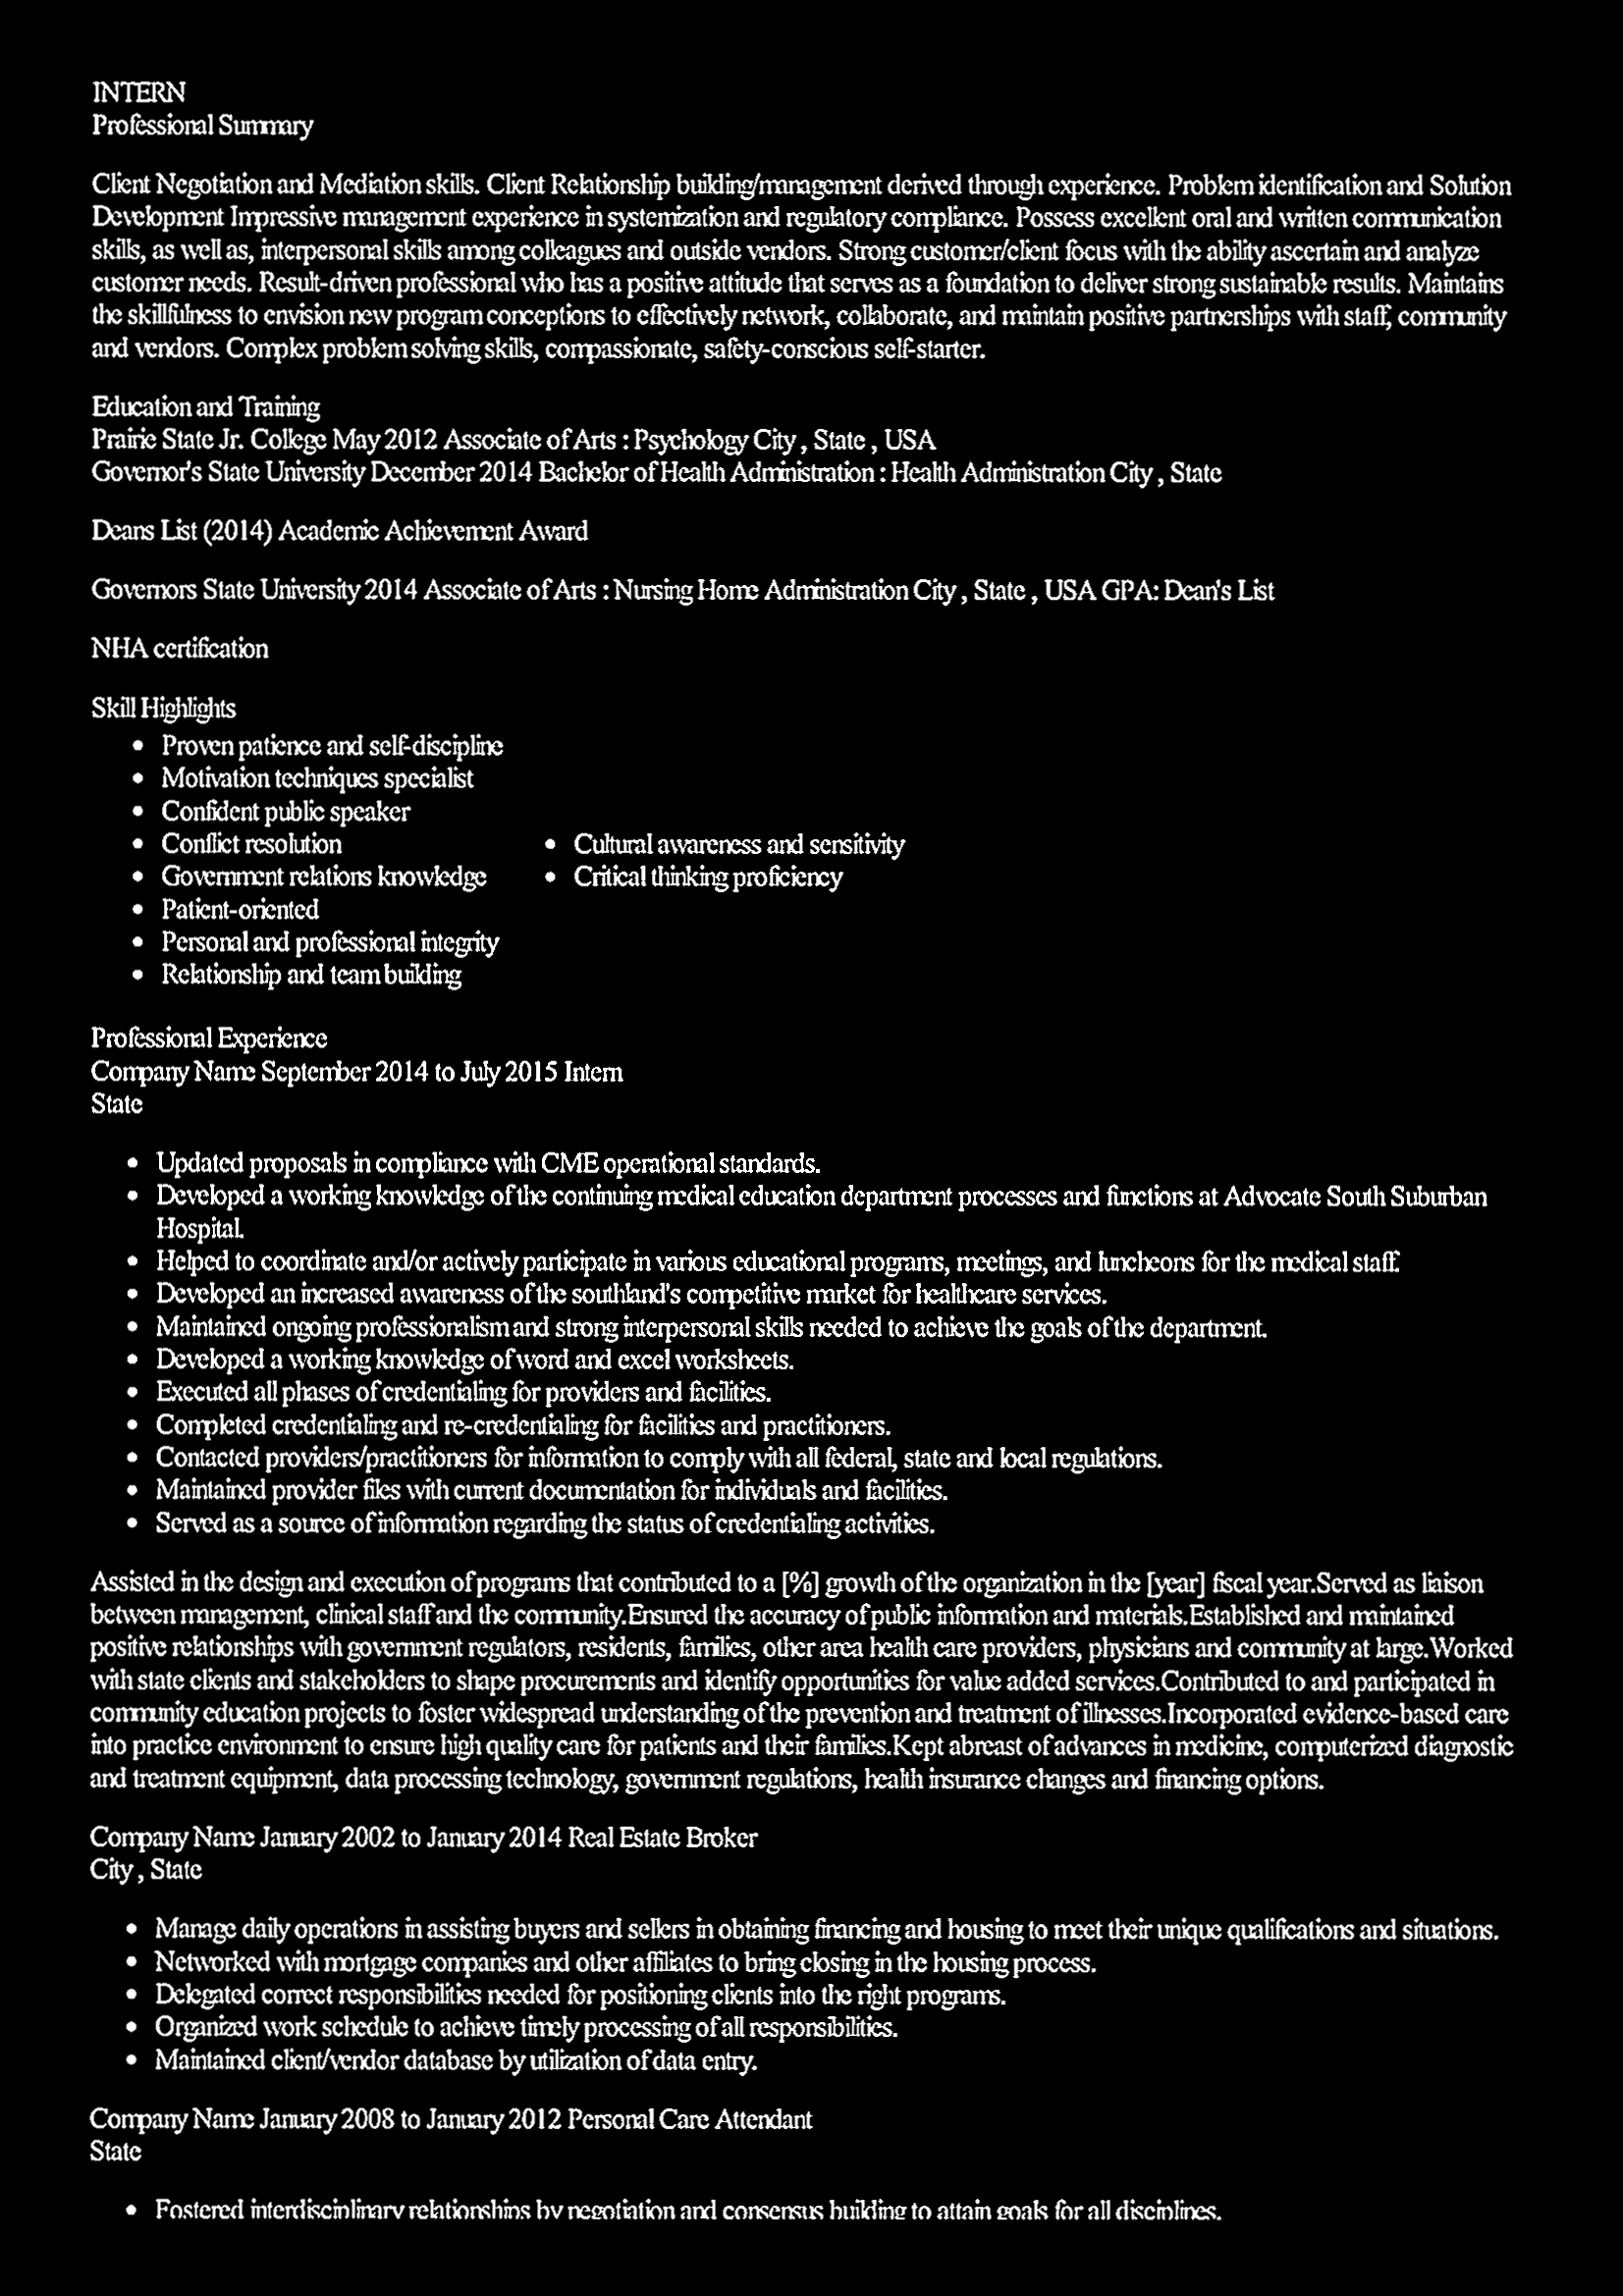 INTERN
Professional Summary
Client Negotiation and Mediation skills. Client Relationship building/management derived through experience. Problem identification and Solution
Development Impressive management experience in systemization and regulatory compliance. Possess excellent oral and written communication
skills, as well as, interpersonal skills among colleagues and outside vendors. Strong customer/client focus with the ability ascertain and analyze
customer needs. Result-driven professional who has a positive attitude that serves as a foundation to deliver strong sustainable results. Maintains
the skillfulness to envision new program conceptions to effectively network, collaborate, and maintain positive partnerships with staff, community
and vendors. Complex problem solving skills, compassionate, safety-conscious self-starter.
Education and Training
Prairie State Jr. College May 2012 Associate of Arts : Psychology City , State , USA
Governor's State University December 2014 Bachelor of Health Administration : Health Administration City , State
Deans List (2014) Academic Achievement Award
Governors State University 2014 Associate of Arts : Nursing Home Administration City , State , USA GPA: Dean's List
NHA certification
Skill Highlights
• Proven patience and self-discipline
• Motivation techniques specialist
• Confident public speaker
• Conflict resolution
• Government relations knowledge
• Patient-oriented
• Personal and professional integrity
• Relationship and team building
• Cultural awareness and sensitivity
• Critical thinking proficiency
Professional Experience
Company Name September 2014 to July 2015 Intern
State
• Updated proposals in compliance with CME operational standards.
• Developed a working knowledge of the continuing medical education department processes and functions at Advocate South Suburban
Hospital.
• Helped to coordinate and/or actively participate in various educational programs, meetings, and luncheons for the medical staff.
• Developed an increased awareness of the southland's competitive market for healthcare services.
• Maintained ongoing professionalism and strong interpersonal skills needed to achieve the goals of the department.
• Developed a working knowledge of word and excel worksheets.
• Executed all phases of credentialing for providers and facilities.
• Completed credentialing and re-credentialing for facilities and practitioners.
• Contacted providers/practitioners for information to comply with all federal, state and local regulations.
• Maintained provider files with current documentation for individuals and facilities.
• Served as a source of information regarding the status of credentialing activities.
Assisted in the design and execution of programs that contributed to a [%] growth of the organization in the [year] fiscal year.Served as liaison
between management, clinical staff and the community.Ensured the accuracy of public information and materials.Established and maintained
positive relationships with government regulators, residents, families, other area health care providers, physicians and community at large.Worked
with state clients and stakeholders to shape procurements and identify opportunities for value added services.Contributed to and participated in
community education projects to foster widespread understanding of the prevention and treatment of illnesses.Incorporated evidence-based care
into practice environment to ensure high quality care for patients and their families.Kept abreast of advances in medicine, computerized diagnostic
and treatment equipment, data processing technology, government regulations, health insurance changes and financing options.
Company Name January 2002 to January 2014 Real Estate Broker
City , State
• Manage daily operations in assisting buyers and sellers in obtaining financing and housing to meet their unique qualifications and situations.
• Networked with mortgage companies and other affiliates to bring closing in the housing process.
• Delegated correct responsibilities needed for positioning clients into the right programs.
• Organized work schedule to achieve timely processing of all responsibilities.
• Maintained client/vendor database by utilization of data entry.
Company Name January 2008 to January 2012 Personal Care Attendant
State
• Fostered interdisciplinary relationships by negotiation and consensus building to attain goals for all disciplines.